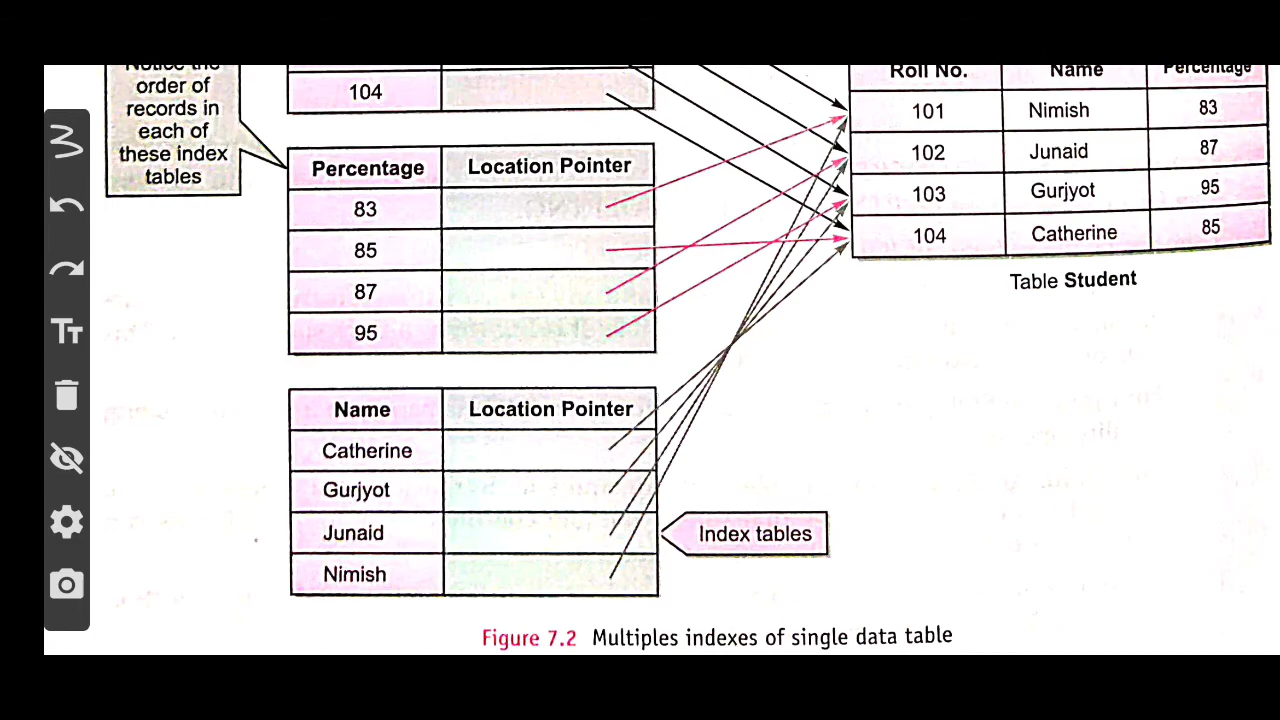 Notice the
order of
records in
each of
these index
tables
104
Percentage Location Pointer
83
85
87
95
Name Location Pointer
Catherine
Gurjyot
Junaid
Nimish
Index tables
Roll No. Name Percentage
101 Nimish 83
102 Junaid 87
103 Gurjyot 95
104 Catherine 85
Table Student
Figure 7.2 Multiples indexes of single data table